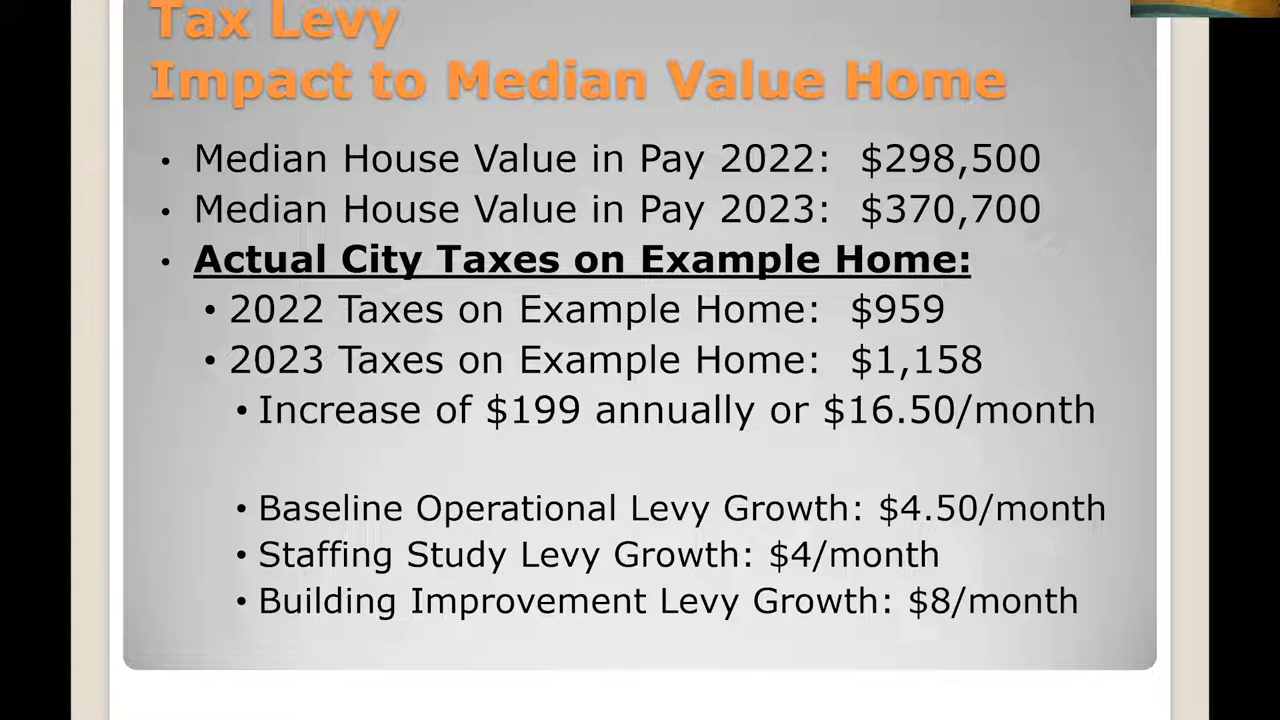 Tax Levy
Impact to Median Value Home
• Median House Value in Pay 2022: $298,500
• Median House Value in Pay 2023: $370,700
• Actual City Taxes on Example Home:
• 2022 Taxes on Example Home: $959
• 2023 Taxes on Example Home: $1,158
• Increase of $199 annually or $16.50/month
• Baseline Operational Levy Growth: $4.50/month
• Staffing Study Levy Growth: $4/month
• Building Improvement Levy Growth: $8/month